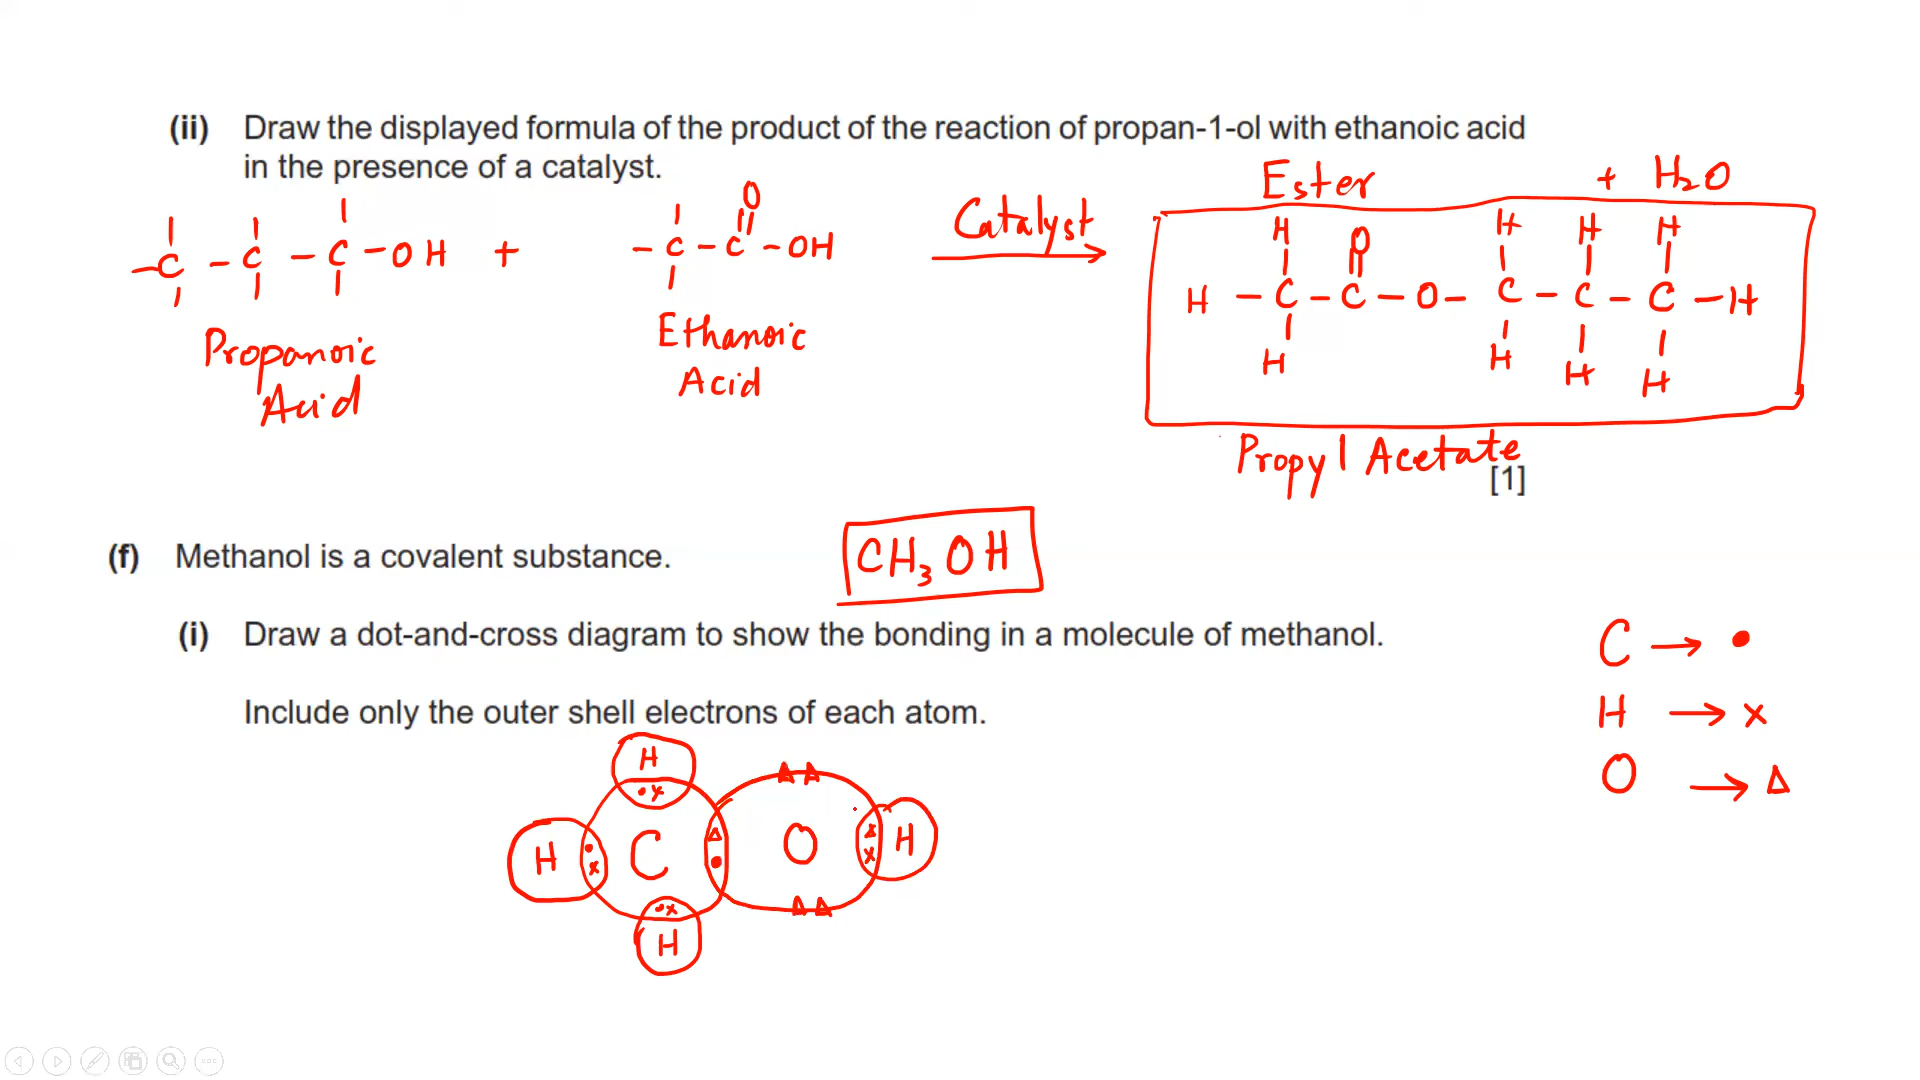 (ii) Draw the displayed formula of the product of the reaction of propan-1-ol with ethanoic acid
in the presence of a catalyst.
Ester + H₂O
O
Catalyst
H H H H
O
C - C - C - OH + C - C - OH
H - C - C - O - C - C - C - H
H H H H
Propanoic
Acid
Ethanoic
Acid
Propyl Acetate
[1]
(f) Methanol is a covalent substance.
CH₃OH
(i) Draw a dot-and-cross diagram to show the bonding in a molecule of methanol.
C → •
Include only the outer shell electrons of each atom.
H → x
O → Δ
H
H C O H
H